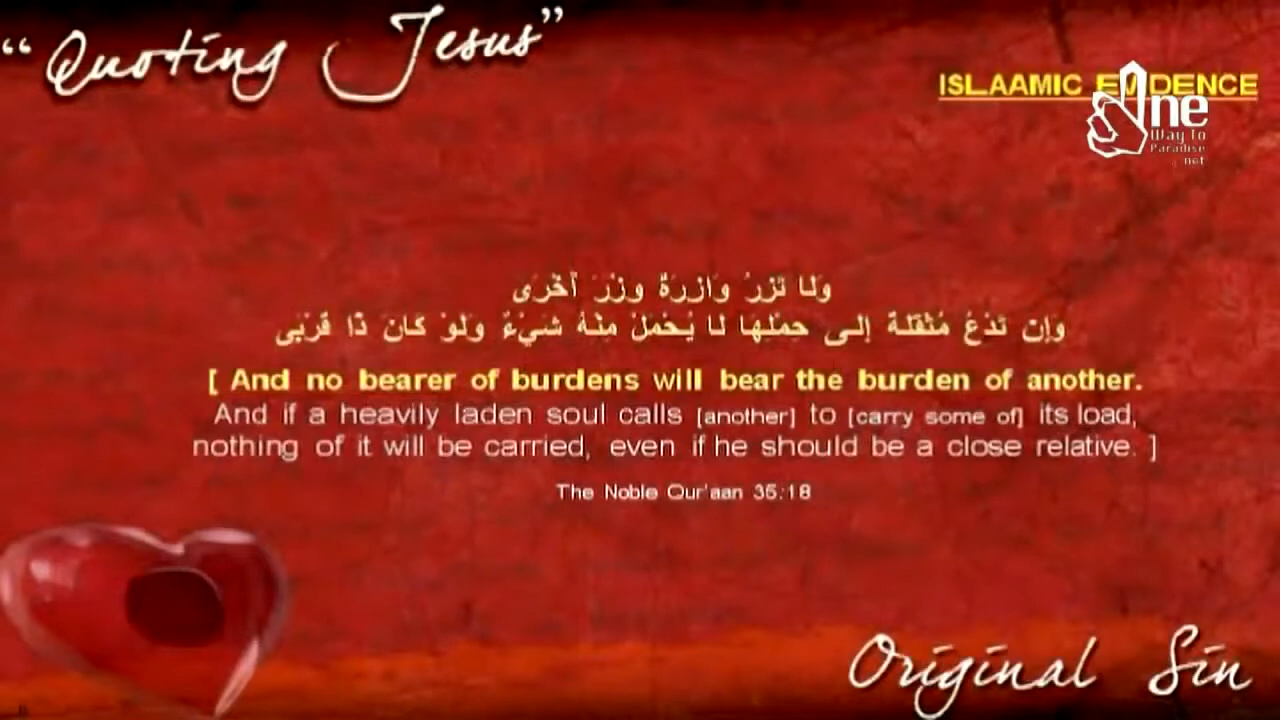 “Quoting Jesus”
ISLAAMIC EVIDENCE
One
Way To
Paradise
.net
وَلَا تَزِرُ وَازِرَةٌ وِزْرَ أُخْرَى
وَإِن تَدْعُ مُثْقَلَةٌ إِلَى حِمْلِهَا لَا يُحْمَلْ مِنْهُ شَيْءٌ وَلَوْ كَانَ ذَا قُرْبَى
[ And no bearer of burdens will bear the burden of another.
And if a heavily laden soul calls [another] to [carry some of] its load,
nothing of it will be carried, even if he should be a close relative. ]
The Noble Qur'aan 35:18
Original Sin